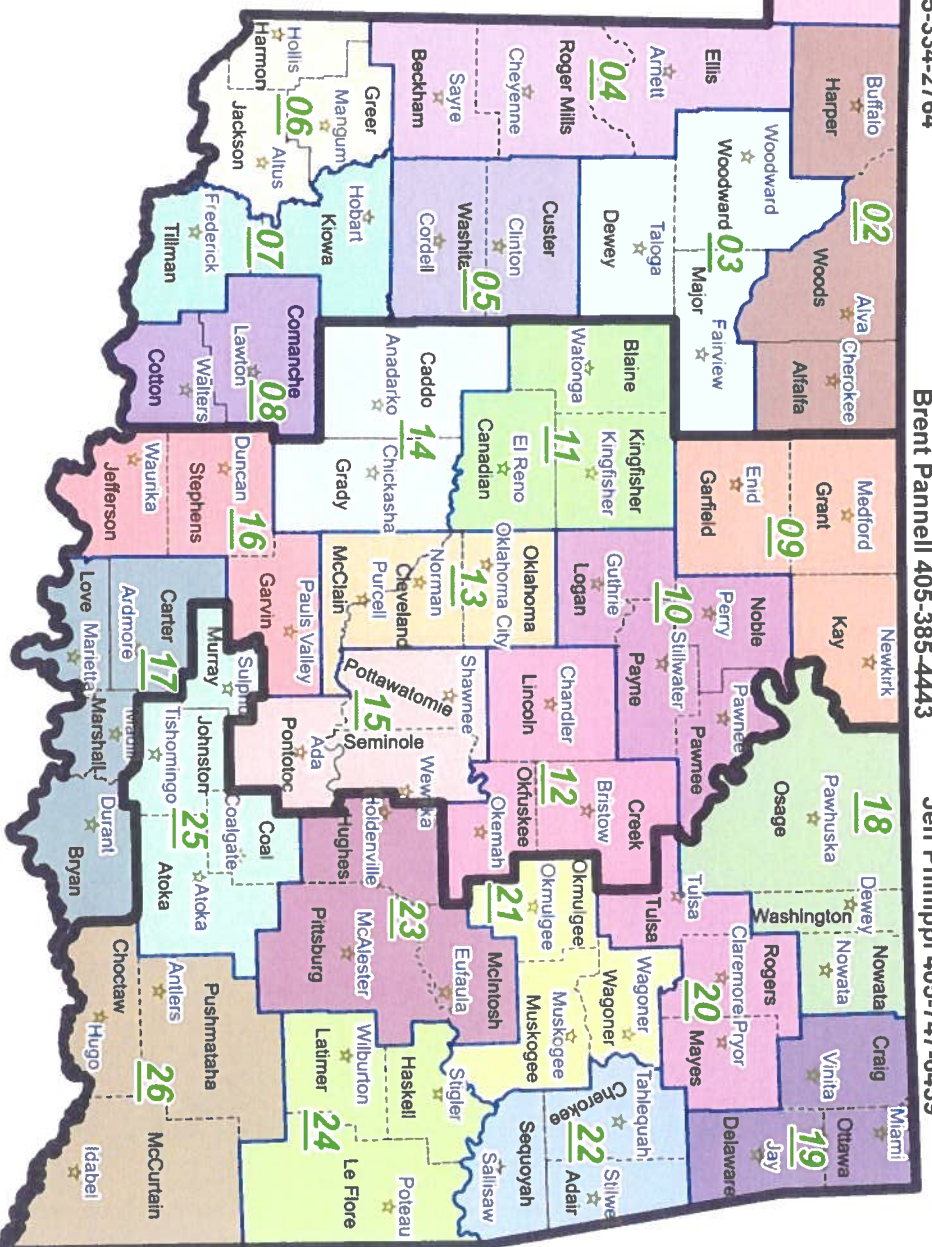 5-334-2764
Brent Pannell 405-385-4443
Buffalo
Harper
02
Woods
Alva
Cherokee
Alfalfa
Medford
Grant
09
Enid
Garfield
Newkirk
Kay
18
Pawhuska
Osage
Dewey
Washington
Nowata
Nowata
Craig
Vinita
Miami
Ottawa
19
Jay
Delaware
Ellis
Arnett
04
Roger Mills
Cheyenne
Sayre
Beckham
Woodward
Woodward
03
Major
Fairview
Taloga
Dewey
Custer
Clinton
05
Washita
Cordell
Blaine
Watonga
Kingfisher
Kingfisher
11
El Reno
Canadian
Noble
Perry
10
Stillwater
Payne
Pawnee
Pawnee
Guthrie
Logan
Chandler
Lincoln
12
Creek
Bristow
Okfuskee
Okemah
Tulsa
Tulsa
Rogers
Claremore
Pryor
20
Mayes
Wagoner
Wagoner
Okmulgee
Okmulgee
21
Muskogee
Muskogee
Tahlequah
Cherokee
22
Stilwe
Adair
Sequoyah
Sallisaw
Oklahoma
Oklahoma City
13
Norman
Cleveland
Purcell
McClain
Shawnee
Pottawatomie
15
Seminole
Wewoka
Ada
Pontotoc
Caddo
Anadarko
14
Chickasha
Grady
Greer
Mangum
06
Hollis
Harmon
Altus
Jackson
Hobart
Kiowa
07
Frederick
Tillman
Comanche
08
Lawton
Walters
Cotton
Duncan
16
Stephens
Waurika
Jefferson
Pauls Valley
Garvin
Carter
17
Ardmore
Love
Marietta
Murray
Sulphu
Johnston
Tishomingo
25
Coal
Coalgate
Atoka
Atoka
Madill
Marshall
Durant
Bryan
Hughes
Holdenville
23
McIntosh
Eufaula
McAlester
Pittsburg
Stigler
Haskell
Wilburton
Latimer
24
Le Flore
Poteau
Pushmataha
Antlers
26
Choctaw
Hugo
McCurtain
Idabel